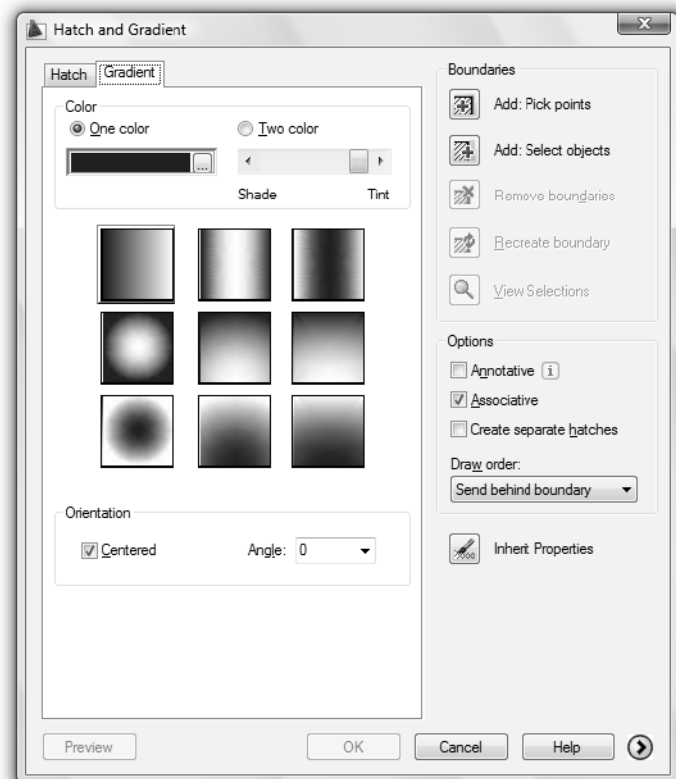 Hatch and Gradient
Hatch
Gradient
Color
One color
Two color
...
Shade
Tint
Orientation
Centered
Angle:
0
Boundaries
Add: Pick points
Add: Select objects
Remove boundaries
Recreate boundary
View Selections
Options
Annotative
i
Associative
Create separate hatches
Draw order:
Send behind boundary
Inherit Properties
Preview
OK
Cancel
Help